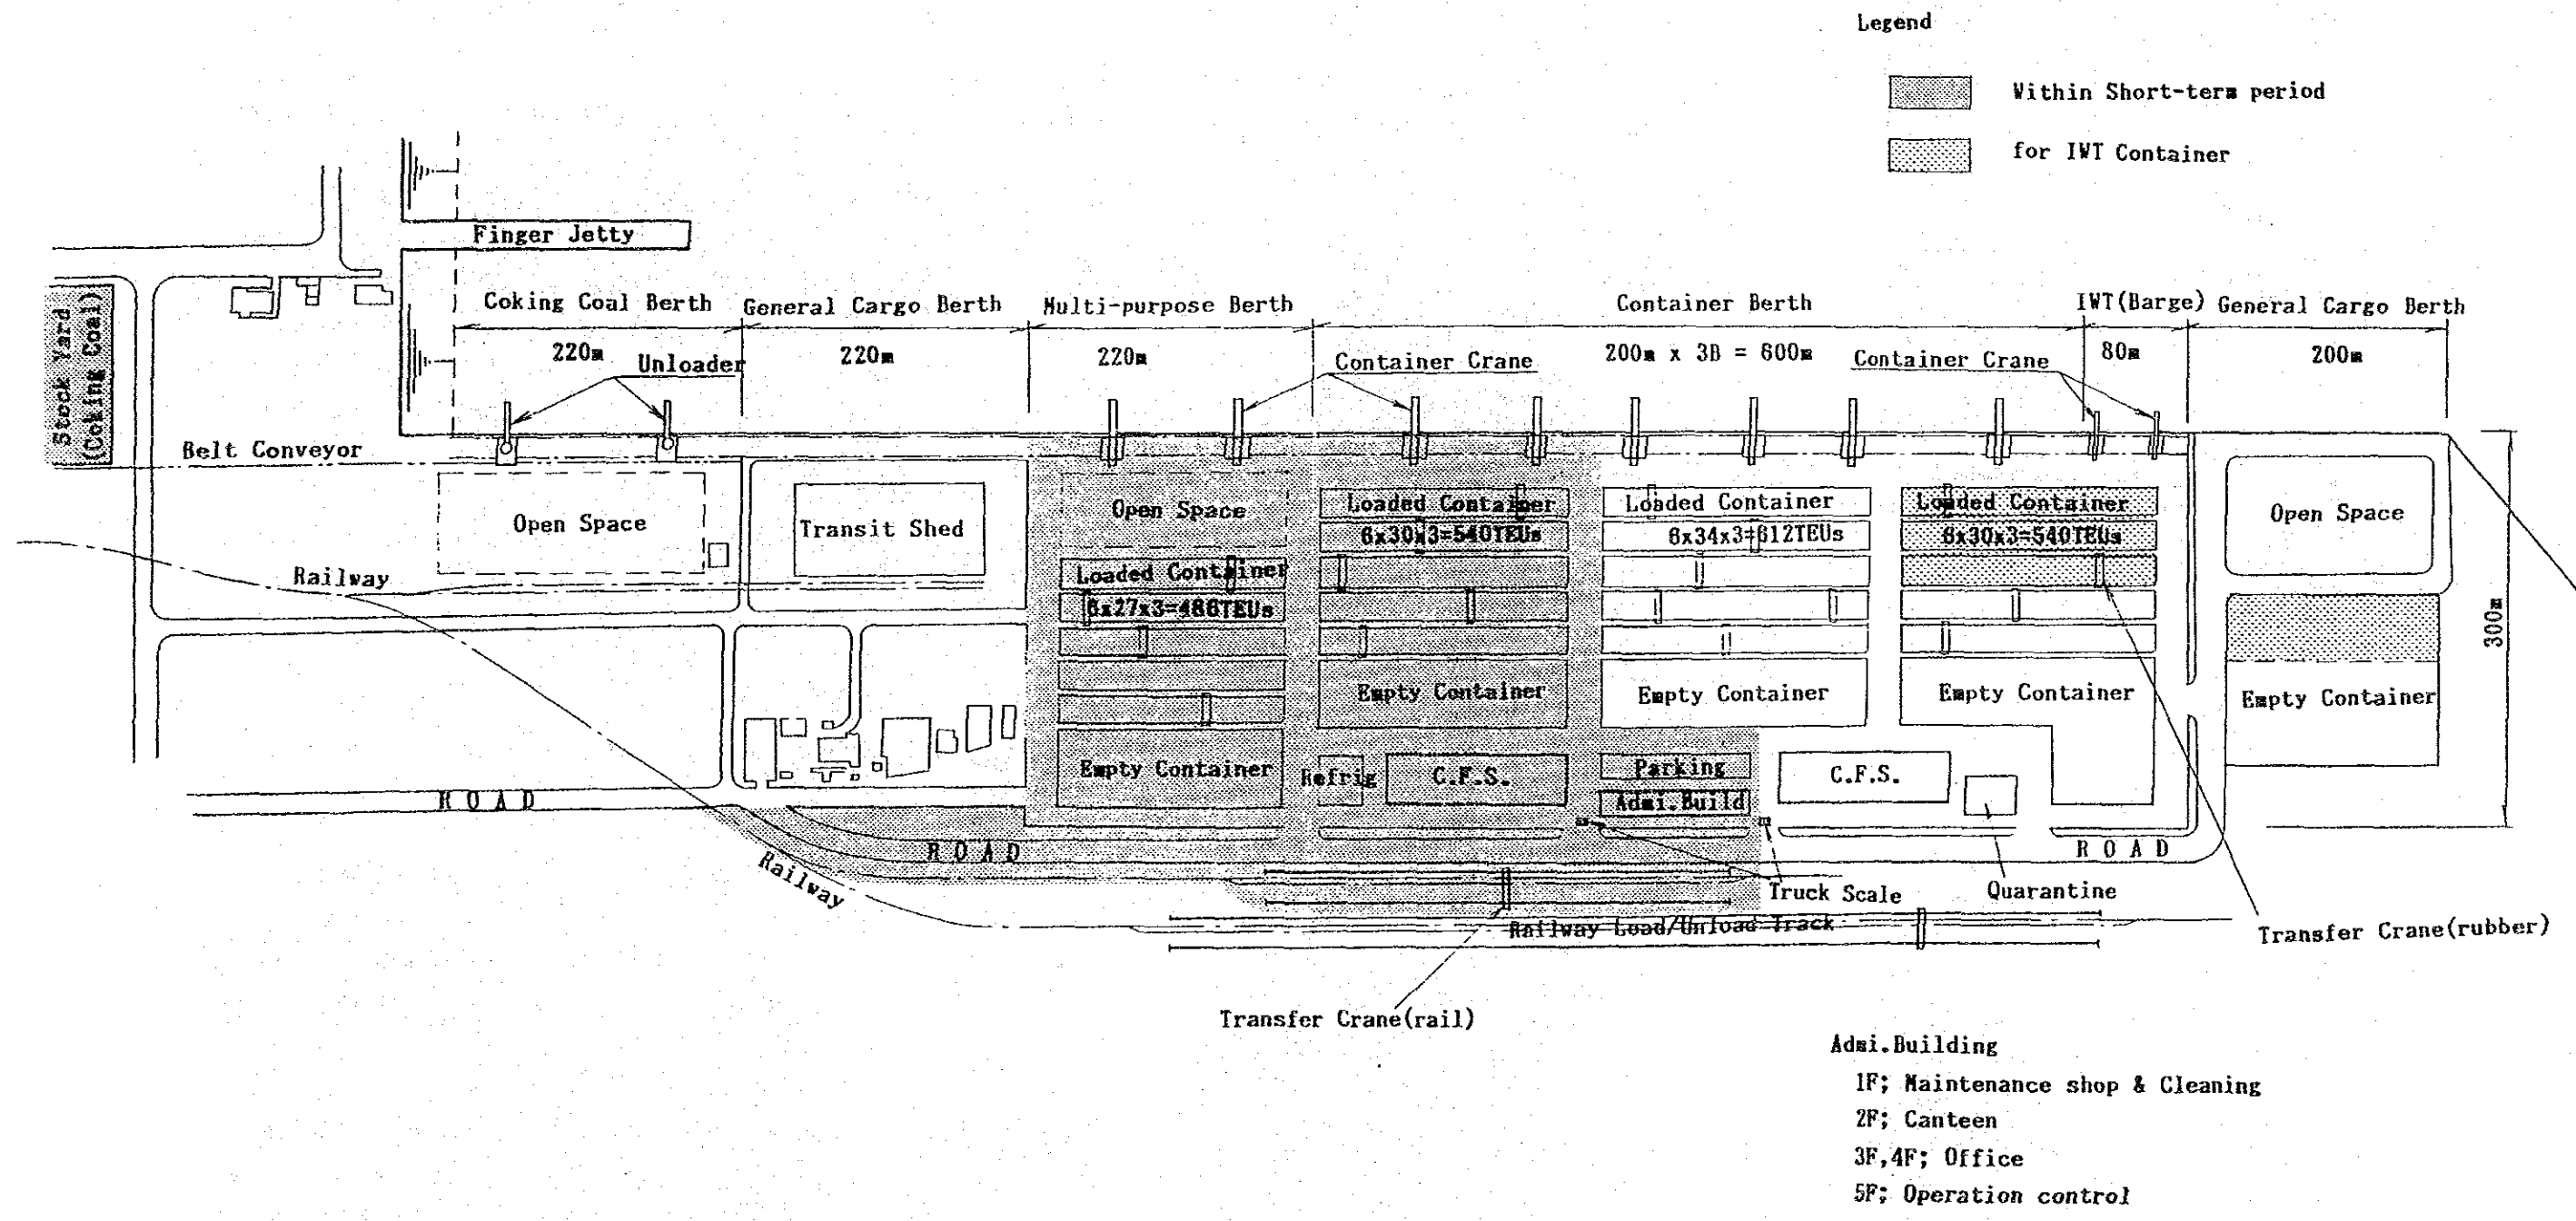 Legend
Within Short-term period
for IWT Container
Finger Jetty
Stock Yard
(Coking Coal)
Coking Coal Berth
General Cargo Berth
Multi-purpose Berth
Container Berth
IWT(Barge)
General Cargo Berth
220m
Unloader
220m
220m
Container Crane
200m x 3B = 600m
Container Crane
80m
200m
Belt Conveyor
Open Space
Transit Shed
Open Space
Loaded Container
6x30x3=540TEUs
Loaded Container
6x34x3=612TEUs
Loaded Container
6x30x3=540TEUs
Open Space
Railway
Loaded Container
6x27x3=486TEUs
300m
Empty Container
Empty Container
Empty Container
Empty Container
Empty Container
Refrig
C.F.S.
Parking
Admi.Build
C.F.S.
ROAD
ROAD
ROAD
Railway
Truck Scale
Quarantine
Railway Load/Unload Track
Transfer Crane(rubber)
Transfer Crane(rail)
Admi.Building
1F; Maintenance shop & Cleaning
2F; Canteen
3F,4F; Office
5F; Operation control